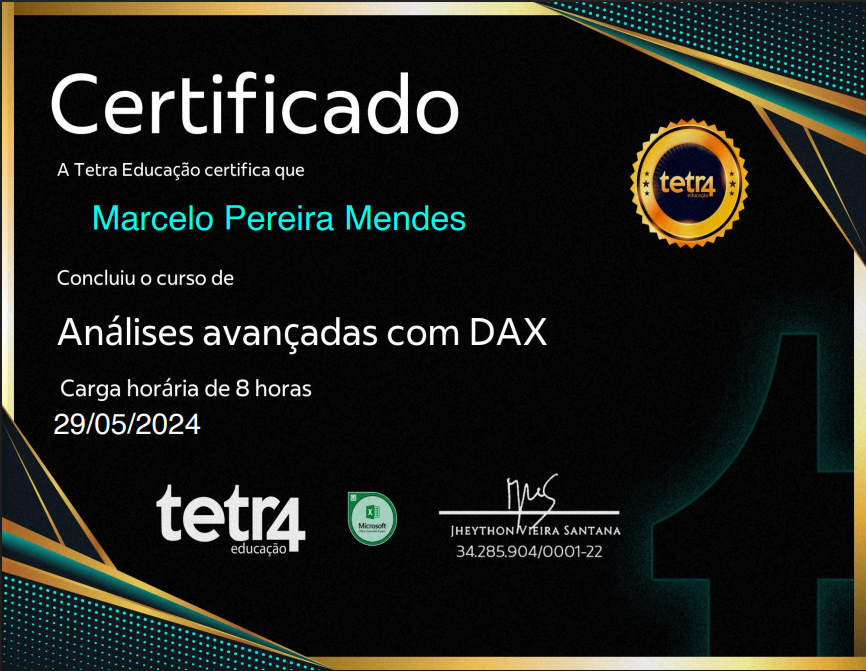 Certificado
A Tetra Educação certifica que
tetr4
educação
Marcelo Pereira Mendes
Concluiu o curso de
Análises avançadas com DAX
Carga horária de 8 horas
29/05/2024
tetr4
educação
Microsoft
JHEYTHON VIEIRA SANTANA
34.285.904/0001-22